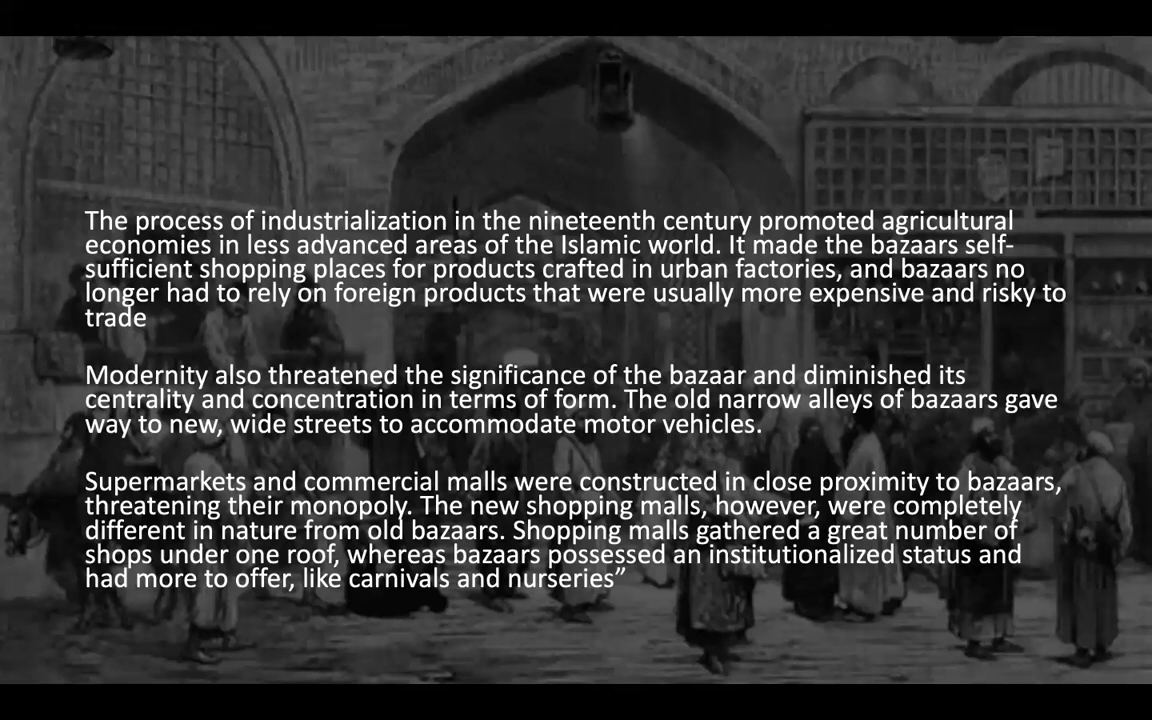 The process of industrialization in the nineteenth century promoted agricultural
economies in less advanced areas of the Islamic world. It made the bazaars self-
sufficient shopping places for products crafted in urban factories, and bazaars no
longer had to rely on foreign products that were usually more expensive and risky to
trade
Modernity also threatened the significance of the bazaar and diminished its
centrality and concentration in terms of form. The old narrow alleys of bazaars gave
way to new, wide streets to accommodate motor vehicles.
Supermarkets and commercial malls were constructed in close proximity to bazaars,
threatening their monopoly. The new shopping malls, however, were completely
different in nature from old bazaars. Shopping malls gathered a great number of
shops under one roof, whereas bazaars possessed an institutionalized status and
had more to offer, like carnivals and nurseries”